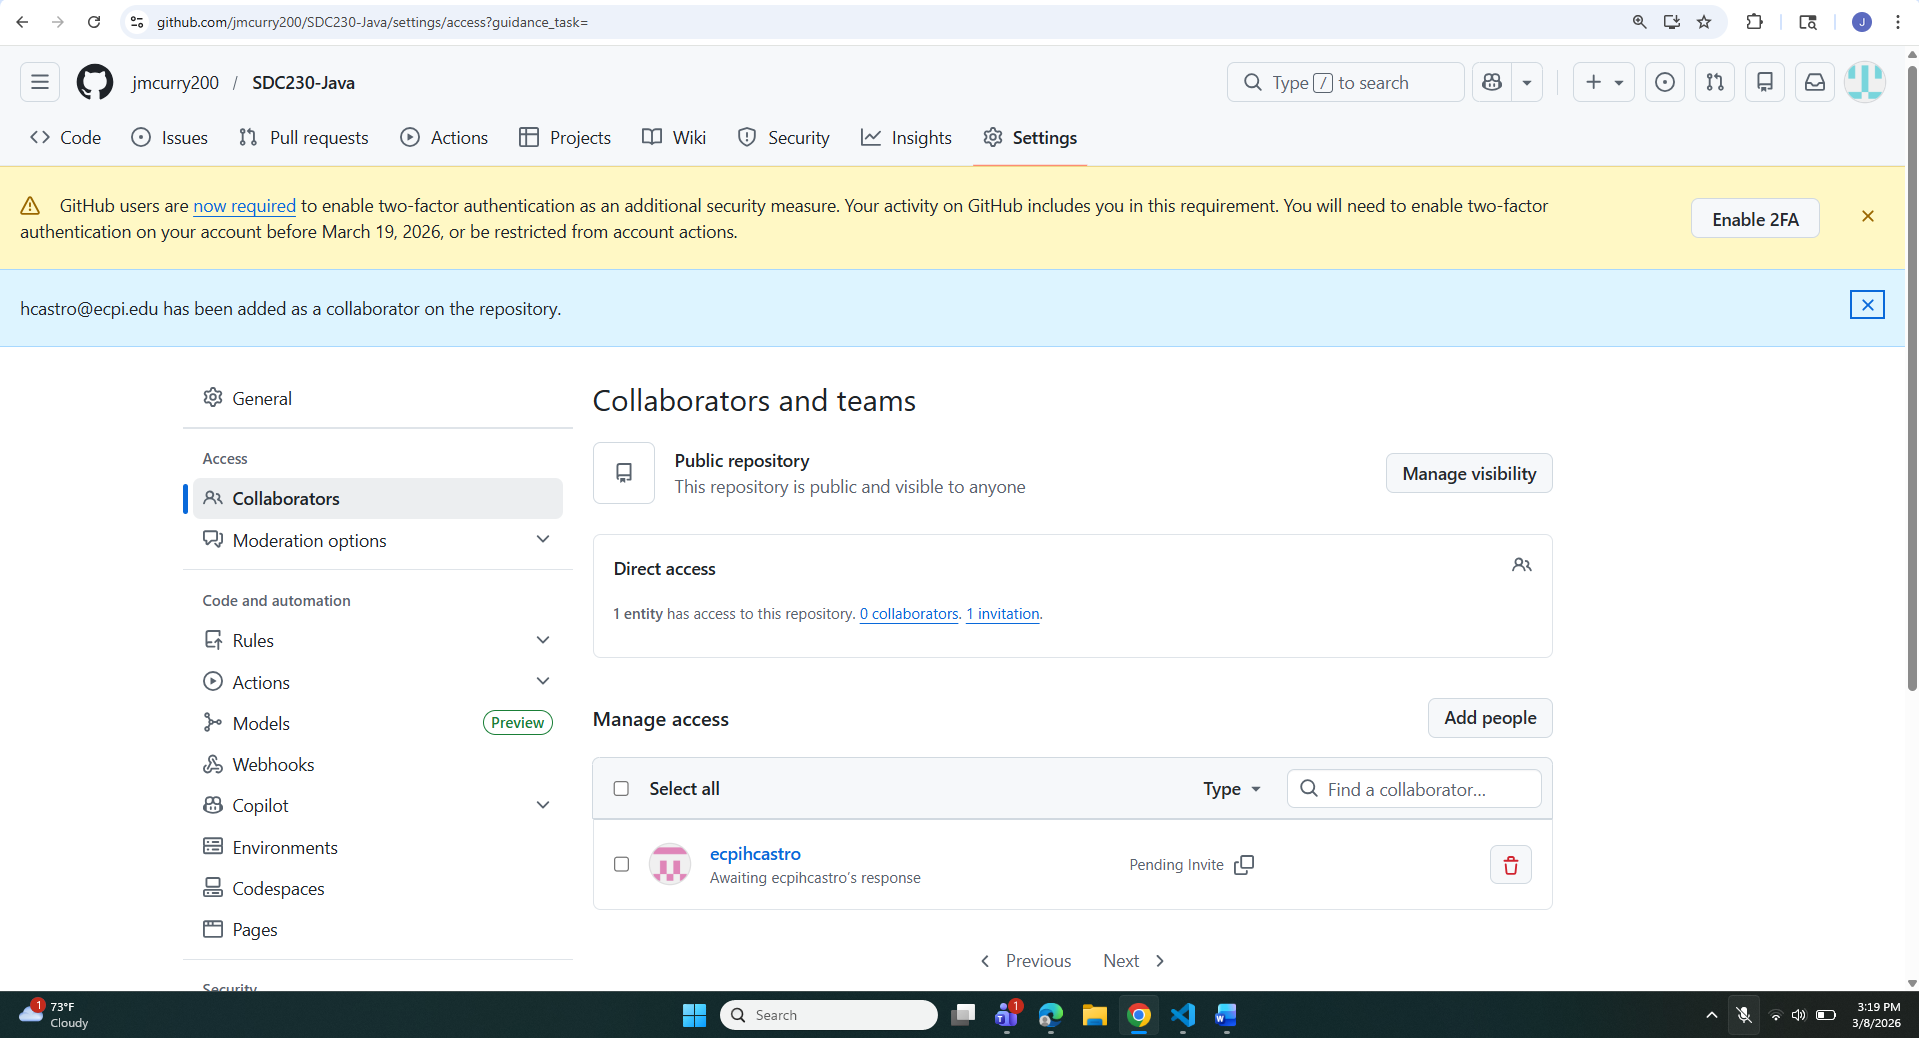 github.com/jmcurry200/SDC230-Java/settings/access?guidance_task=
J
jmcurry200 / SDC230-Java
Type / to search
Code
Issues
Pull requests
Actions
Projects
Wiki
Security
Insights
Settings
GitHub users are now required to enable two-factor authentication as an additional security measure. Your activity on GitHub includes you in this requirement. You will need to enable two-factor
authentication on your account before March 19, 2026, or be restricted from account actions.
Enable 2FA
hcastro@ecpi.edu has been added as a collaborator on the repository.
General
Access
Collaborators
Moderation options
Code and automation
Rules
Actions
Models
Preview
Webhooks
Copilot
Environments
Codespaces
Pages
Security
Collaborators and teams
Public repository
This repository is public and visible to anyone
Manage visibility
Direct access
1 entity has access to this repository. 0 collaborators. 1 invitation.
Manage access
Add people
Select all
Type
Find a collaborator...
ecpihcastro
Awaiting ecpihcastro’s response
Pending Invite
Previous
Next
1
73°F
Cloudy
Search
1
3:19 PM
3/8/2026